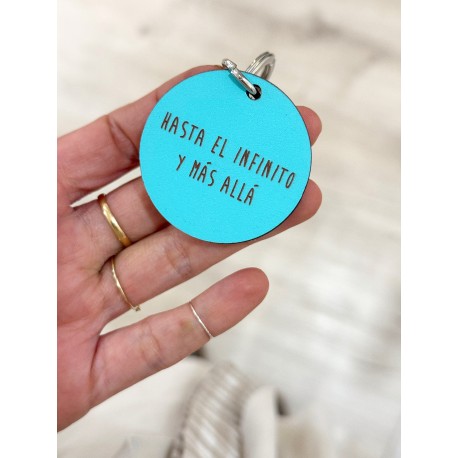 HASTA EL INFINITO
Y MÁS ALLÁ